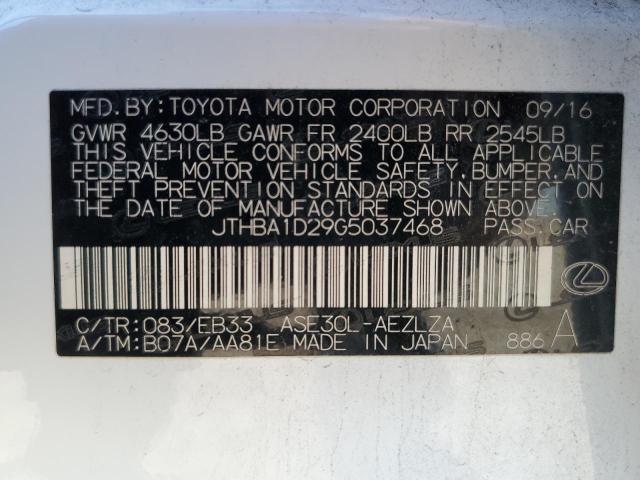 MFD.BY:TOYOTA MOTOR CORPORATION 09/16
GVWR 4630LB GAWR FR 2400LB RR 2545LB
THIS VEHICLE CONFORMS TO ALL APPLICABLE
FEDERAL MOTOR VEHICLE SAFETY,BUMPER,AND
THEFT PREVENTION STANDARDS IN EFFECT ON
THE DATE OF MANUFACTURE SHOWN ABOVE.
JTHBA1D29G5037468 PASS.CAR
C/TR:083/EB33 ASE30L-AEZLZA
A/TM:B07A/AA81E MADE IN JAPAN 886 A